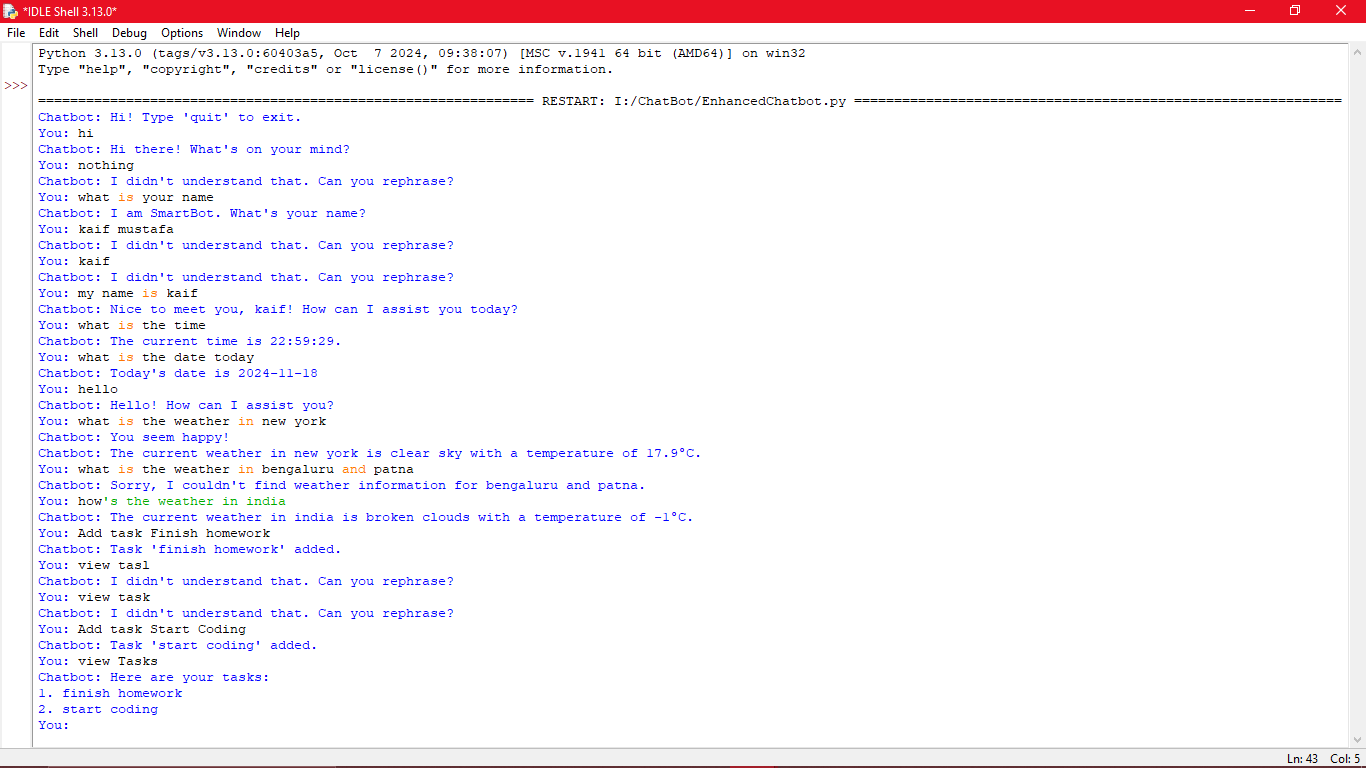 *IDLE Shell 3.13.0*
File Edit Shell Debug Options Window Help
Python 3.13.0 (tags/v3.13.0:60403a5, Oct  7 2024, 09:38:07) [MSC v.1941 64 bit (AMD64)] on win32
Type "help", "copyright", "credits" or "license()" for more information.
>>>
============================================================== RESTART: I:/ChatBot/EnhancedChatbot.py =============================================================
Chatbot: Hi! Type 'quit' to exit.
You: hi
Chatbot: Hi there! What's on your mind?
You: nothing
Chatbot: I didn't understand that. Can you rephrase?
You: what is your name
Chatbot: I am SmartBot. What's your name?
You: kaif mustafa
Chatbot: I didn't understand that. Can you rephrase?
You: kaif
Chatbot: I didn't understand that. Can you rephrase?
You: my name is kaif
Chatbot: Nice to meet you, kaif! How can I assist you today?
You: what is the time
Chatbot: The current time is 22:59:29.
You: what is the date today
Chatbot: Today's date is 2024-11-18
You: hello
Chatbot: Hello! How can I assist you?
You: what is the weather in new york
Chatbot: You seem happy!
Chatbot: The current weather in new york is clear sky with a temperature of 17.9°C.
You: what is the weather in bengaluru and patna
Chatbot: Sorry, I couldn't find weather information for bengaluru and patna.
You: how's the weather in india
Chatbot: The current weather in india is broken clouds with a temperature of -1°C.
You: Add task Finish homework
Chatbot: Task 'finish homework' added.
You: view tasl
Chatbot: I didn't understand that. Can you rephrase?
You: view task
Chatbot: I didn't understand that. Can you rephrase?
You: Add task Start Coding
Chatbot: Task 'start coding' added.
You: view Tasks
Chatbot: Here are your tasks:
1. finish homework
2. start coding
You:
Ln: 43 Col: 5